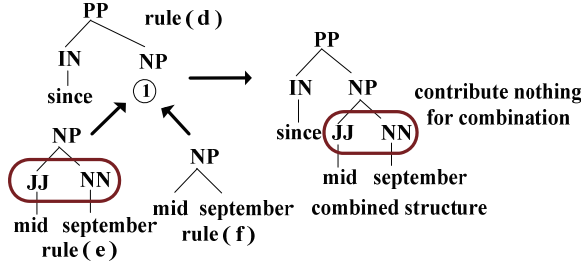 PP
rule(d)
IN
NP
since
①
NP
JJ
NN
mid september
rule(e)
NP
mid september
rule(f)
PP
IN
NP
since
JJ
NN
mid september
combined structure
contribute nothing
for combination